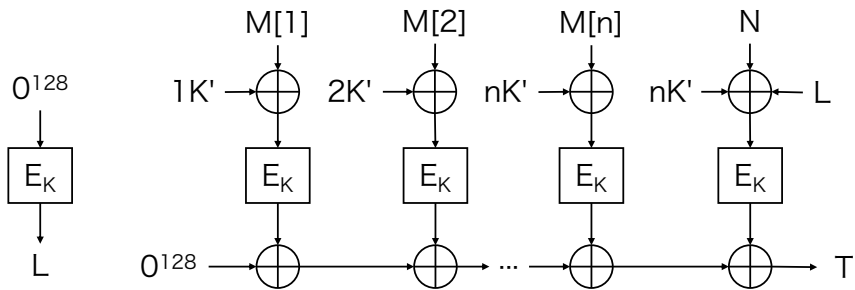 M[1] M[2] M[n] N
0¹²⁸ 1K' 2K' nK' nK' L
E_K E_K E_K E_K E_K
L 0¹²⁸ ... T